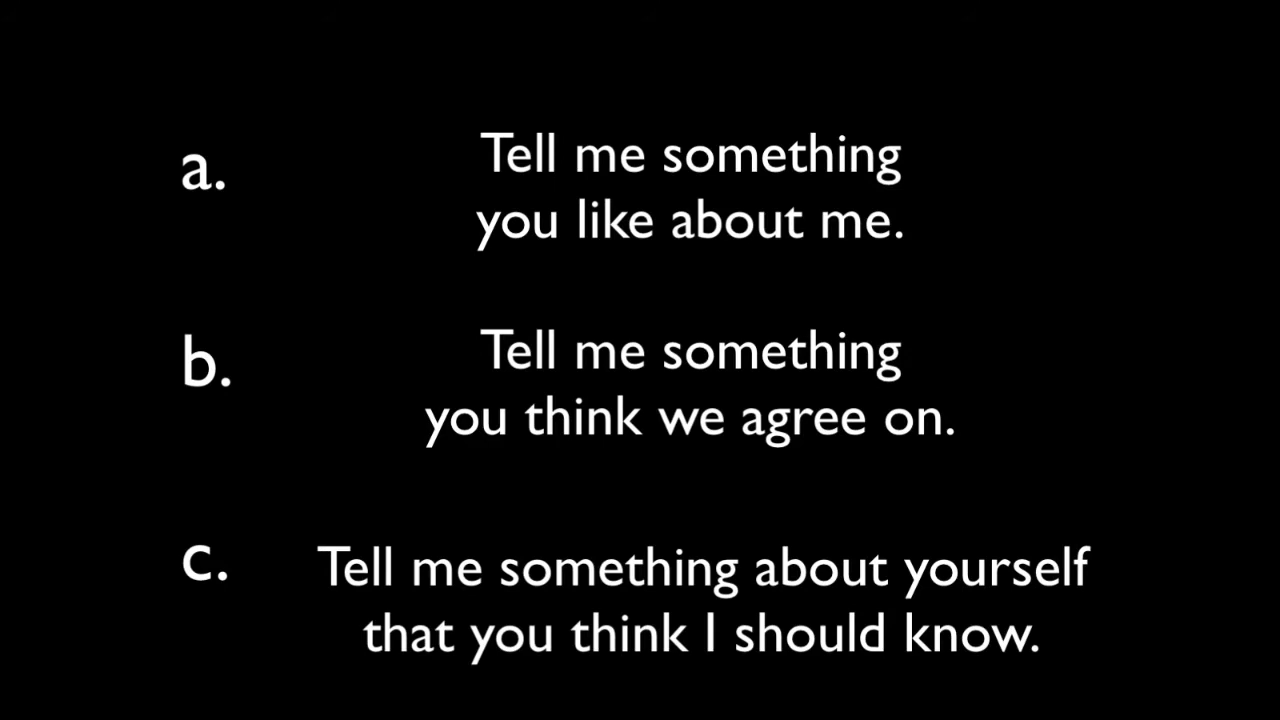 a. Tell me something
you like about me.
b. Tell me something
you think we agree on.
c. Tell me something about yourself
that you think I should know.